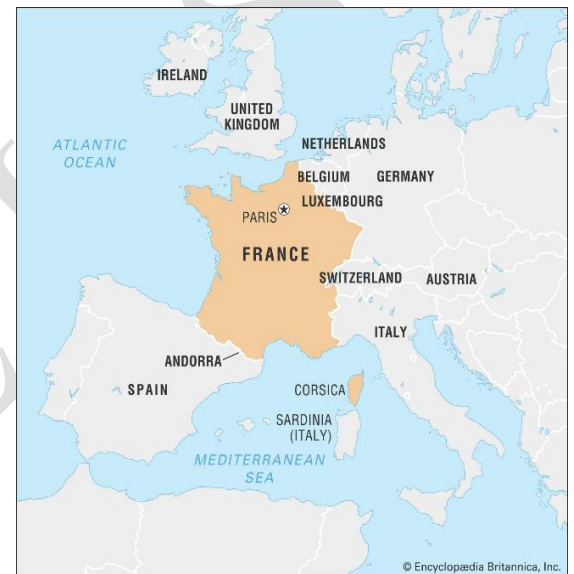 IRELAND
UNITED
KINGDOM
ATLANTIC
OCEAN
NETHERLANDS
BELGIUM
GERMANY
LUXEMBOURG
PARIS
FRANCE
SWITZERLAND
AUSTRIA
ITALY
ANDORRA
SPAIN
CORSICA
SARDINIA
(ITALY)
MEDITERRANEAN
SEA
© Encyclopædia Britannica, Inc.